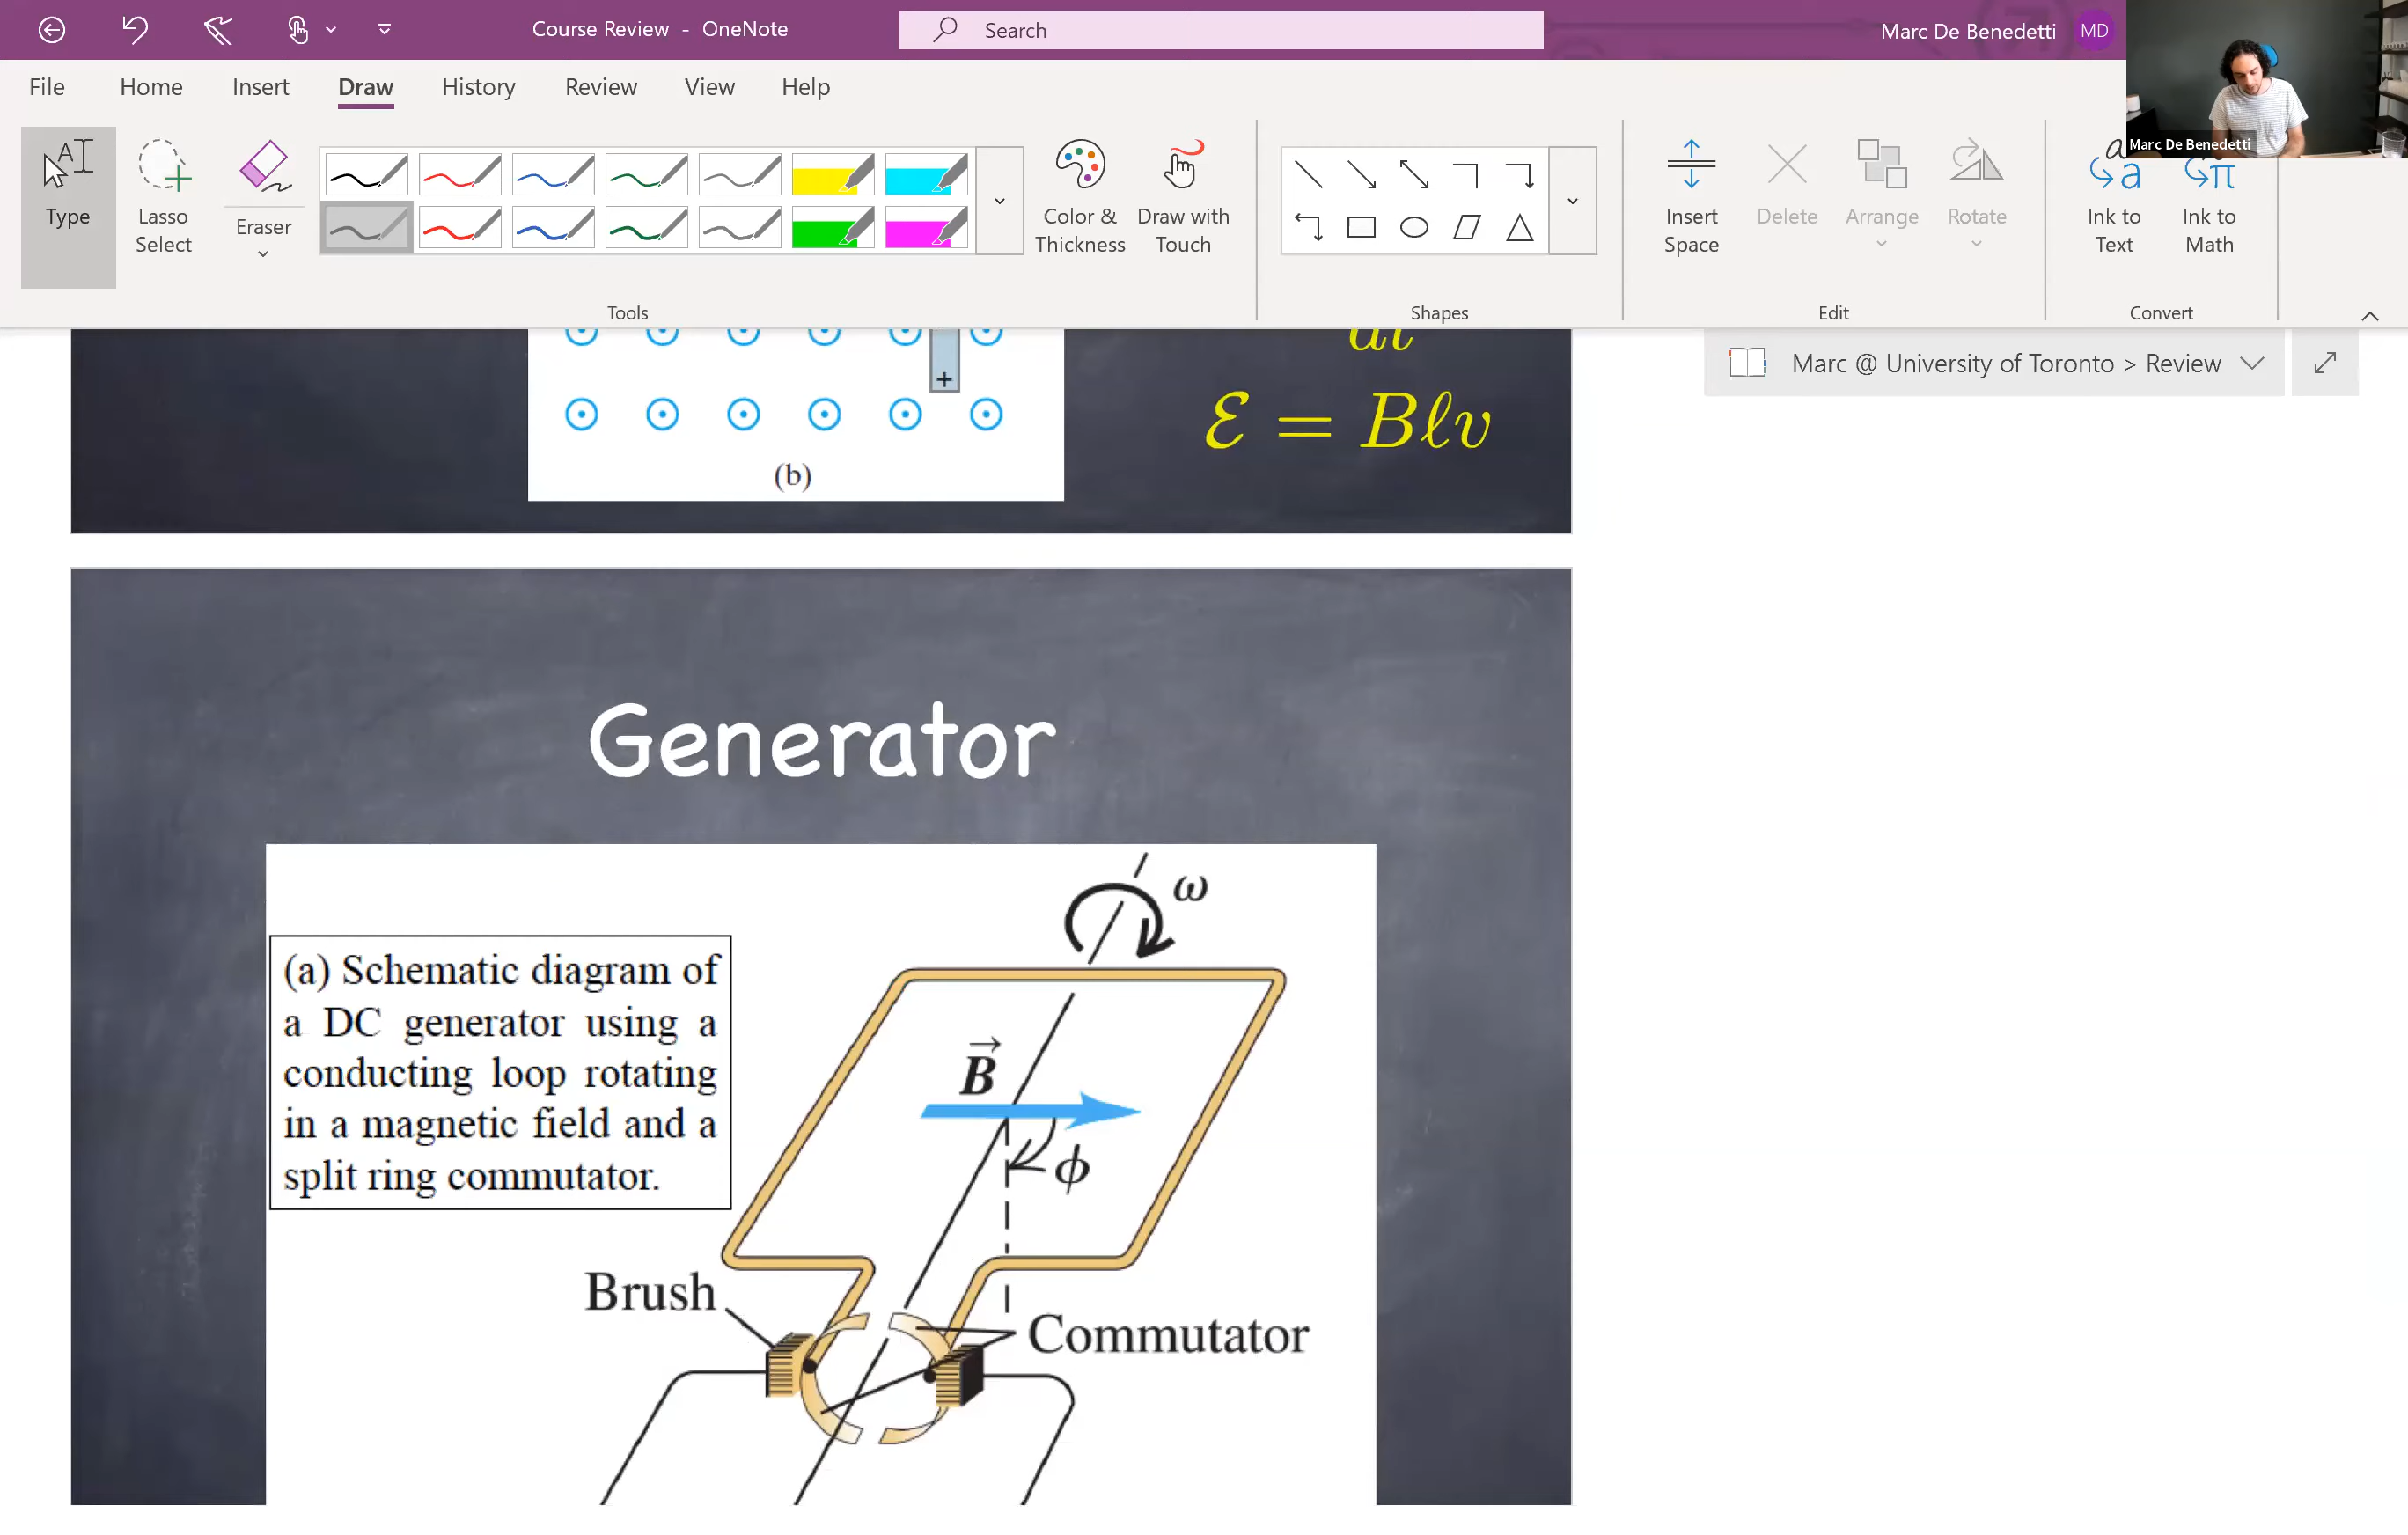 Course Review - OneNote
Search
Marc De Benedetti
MD
File
Home
Insert
Draw
History
Review
View
Help
Type
Lasso
Select
Eraser
Color &
Thickness
Draw with
Touch
Insert
Space
Delete
Arrange
Rotate
Ink to
Text
Ink to
Math
Marc De Benedetti
Tools
Shapes
Edit
Convert
Marc @ University of Toronto > Review
+
(b)
ℰ = Bℓv
Generator
ω
(a) Schematic diagram of
a DC generator using a
conducting loop rotating
in a magnetic field and a
split ring commutator.
B⃗
ϕ
Brush
Commutator